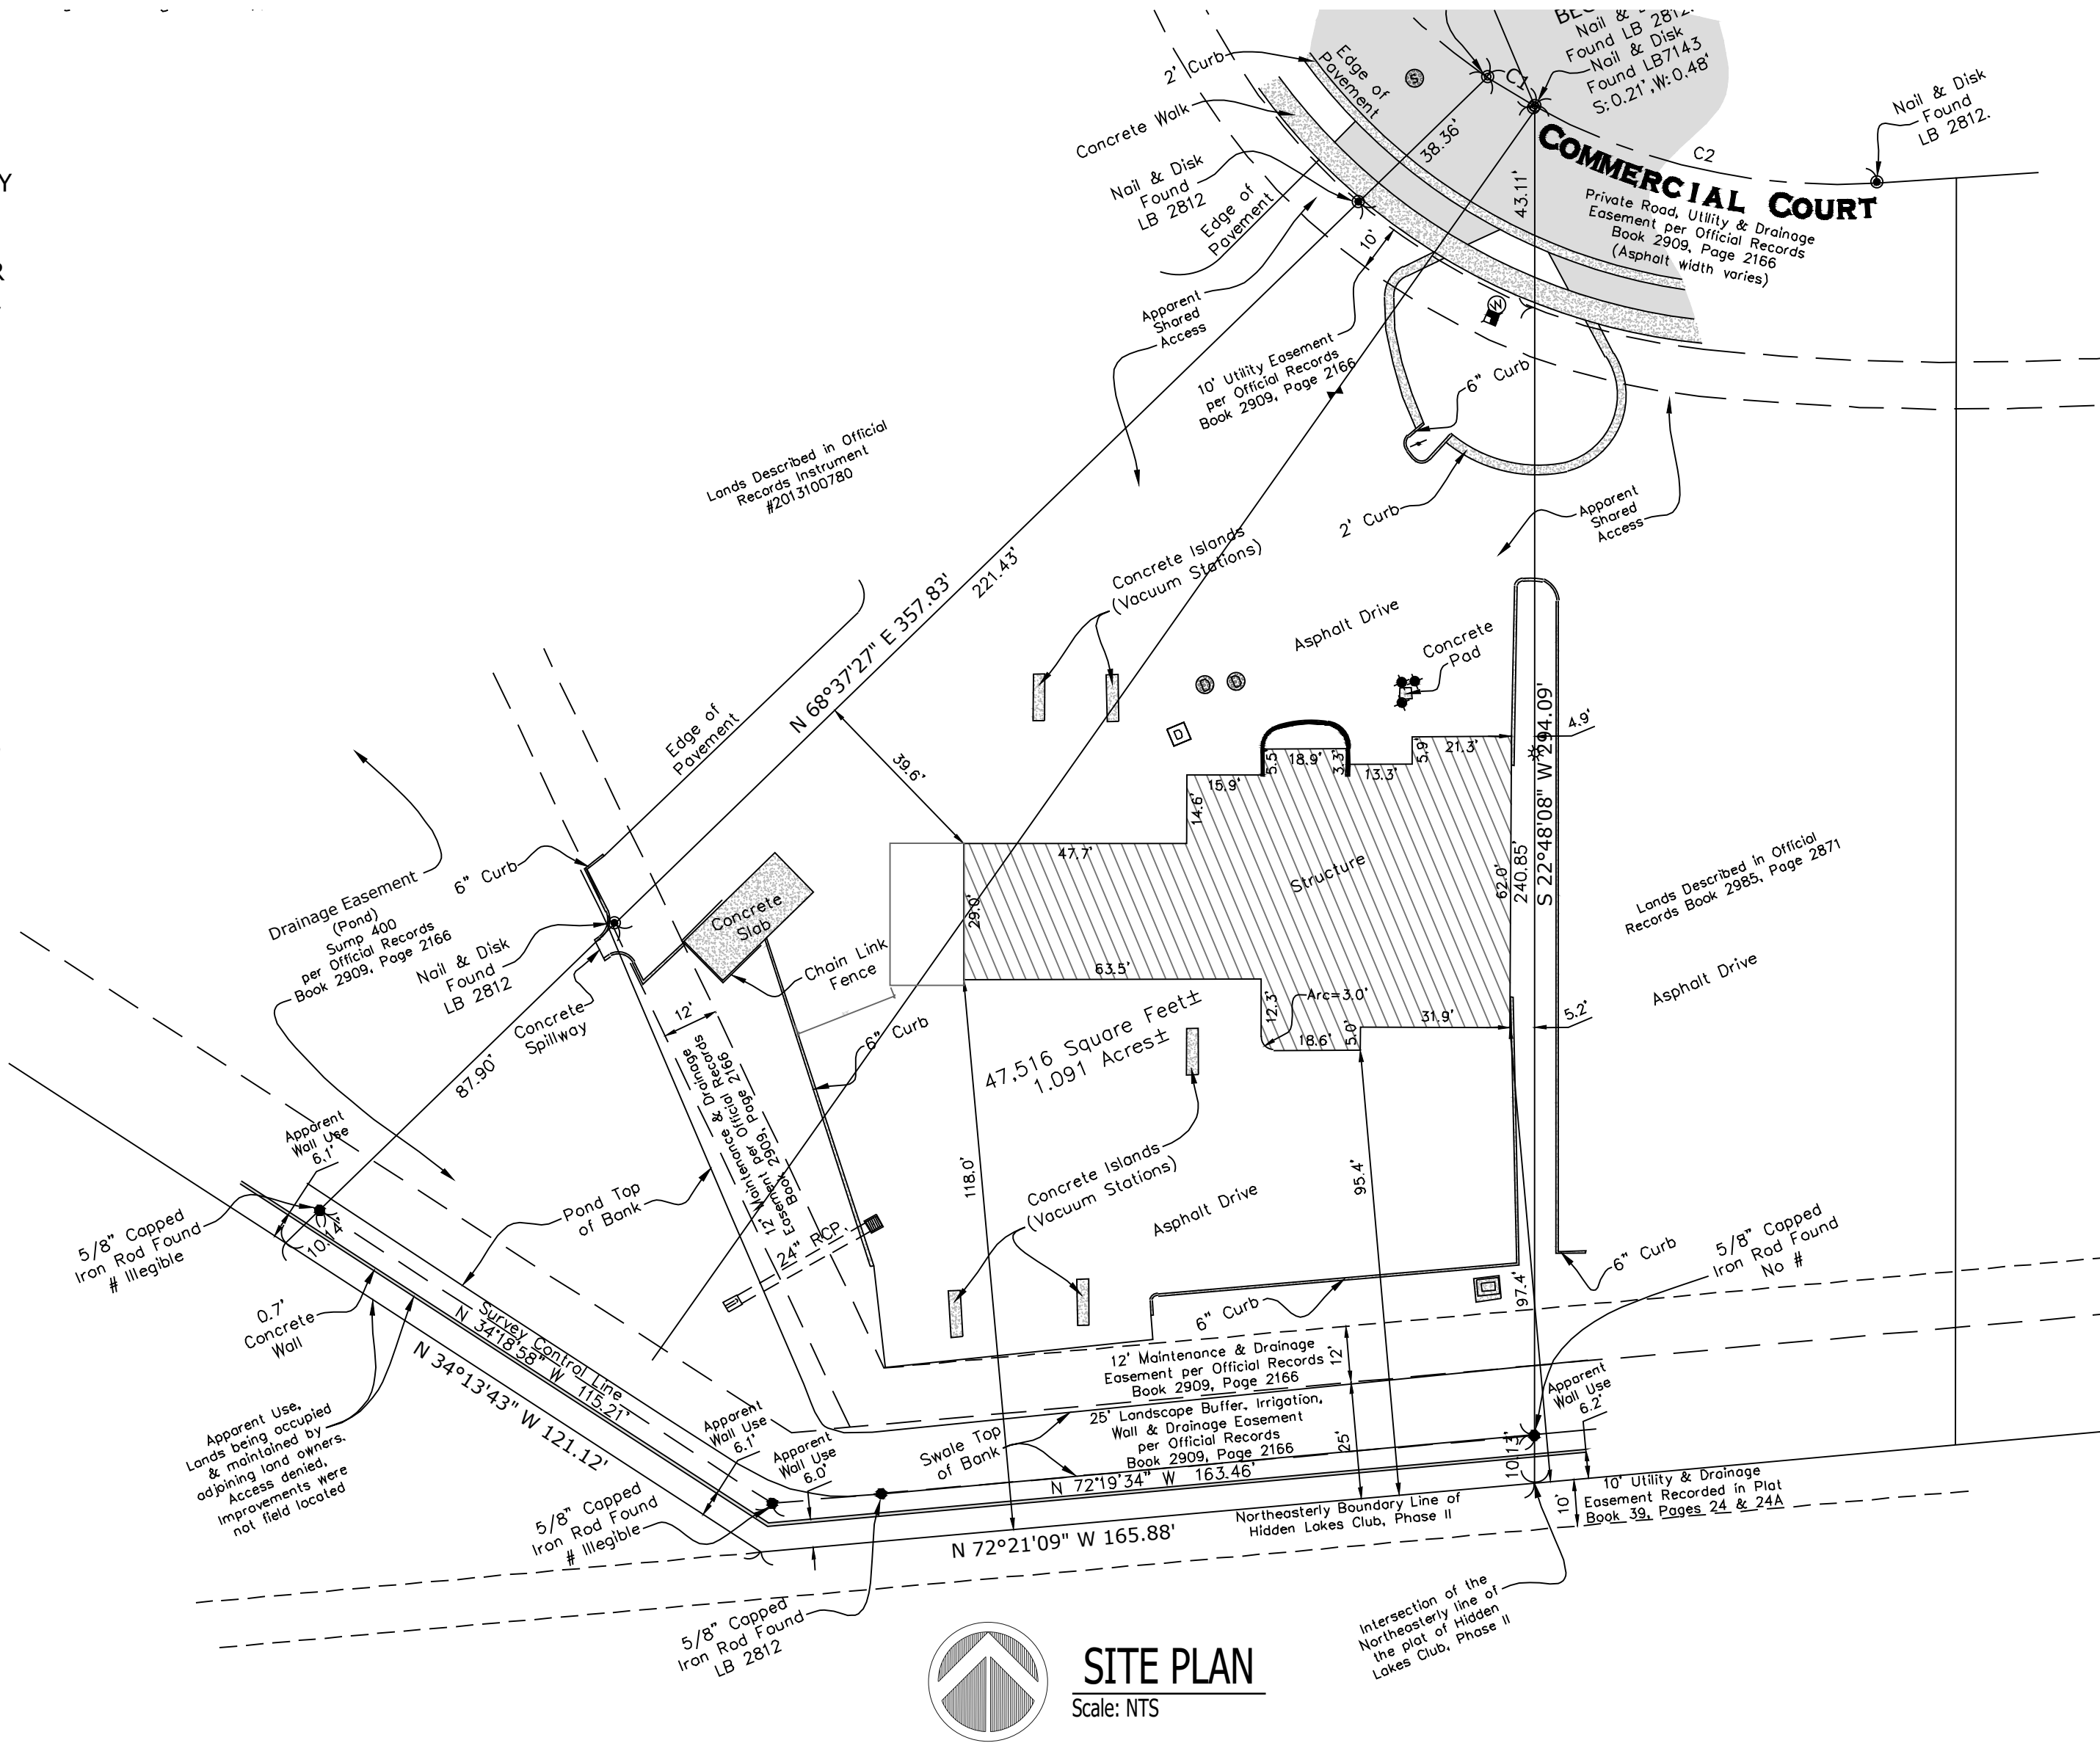 Y
R
2' Curb
Edge of
Pavement
S
C1
Nail &
Found LB 2812.
Nail & Disk
Found LB7143
S:0.21',W:0.48'
Nail & Disk
Found
LB 2812.
Concrete Walk
Nail & Disk
Found
LB 2812
Edge of
Pavement
38.36'
43.11'
C2
COMMERCIAL COURT
Private Road, Utility & Drainage
Easement per Official Records
Book 2909, Page 2166
(Asphalt width varies)
10'
W
Apparent
Shared
Access
10' Utility Easement
per Official Records
Book 2909, Page 2166
6" Curb
2' Curb
Apparent
Shared
Access
Lands Described in Official
Records Instrument
#2013100780
N 68°37'27" E 357.83'
221.43'
Concrete Islands
(Vacuum Stations)
Asphalt Drive
Concrete
Pad
Edge of
Pavement
39.6'
D
D
D
4.9'
S 22°48'08" W 294.09'
240.85'
5.5'
18.9'
3.3'
13.3'
5.9'
21.3'
15.9'
14.6'
47.7'
29.0'
Structure
62.0'
63.5'
12.3'
Arc=3.0'
18.6'
5.0'
31.9'
5.2'
Lands Described in Official
Records Book 2985, Page 2871
Asphalt Drive
6" Curb
Drainage Easement
(Pond)
Sump 400
per Official Records
Book 2909, Page 2166
Nail & Disk
Found
LB 2812
Concrete
Slab
Chain Link
Fence
Concrete
Spillway
12'
6" Curb
47,516 Square Feet±
1.091 Acres±
87.90'
12' Maintenance & Drainage
Easement per Official Records
Book 2909, Page 2166
Apparent
Wall Use
6.1'
118.0'
95.4'
Concrete Islands
(Vacuum Stations)
Asphalt Drive
Pond Top
of Bank
24" RCP
5/8" Capped
Iron Rod Found
# Illegible
5/8" Capped
Iron Rod Found
No #
6" Curb
97.4'
6" Curb
0.7'
Concrete
Wall
Survey Control Line
N 34°18'58" W 115.21'
N 34°13'43" W 121.12'
12' Maintenance & Drainage
Easement per Official Records
Book 2909, Page 2166
12'
Apparent
Wall Use
6.2'
25' Landscape Buffer, Irrigation,
Wall & Drainage Easement
per Official Records
Book 2909, Page 2166
25'
Apparent Use,
Lands being occupied
& maintained by
adjoining land owners.
Access denied,
Improvements were
not field located
Apparent
Wall Use
6.1'
Apparent
Wall Use
6.0'
Swale Top
of Bank
N 72°19'34" W 163.46'
10.13'
5/8" Capped
Iron Rod Found
# Illegible
Northeasterly Boundary Line of
Hidden Lakes Club, Phase II
10'
10' Utility & Drainage
Easement Recorded in Plat
Book 39, Pages 24 & 24A
N 72°21'09" W 165.88'
5/8" Capped
Iron Rod Found
LB 2812
Intersection of the
Northeasterly line of
the plat of Hidden
Lakes Club, Phase II
SITE PLAN
Scale: NTS